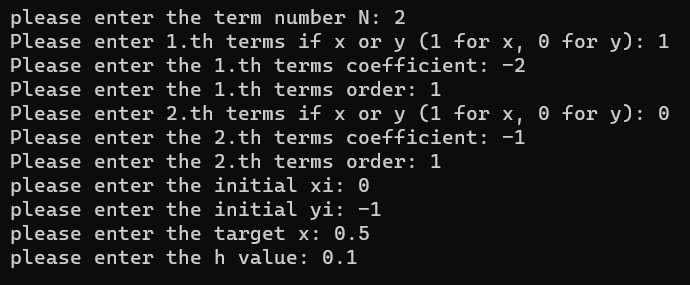 please enter the term number N: 2
Please enter 1.th terms if x or y (1 for x, 0 for y): 1
Please enter the 1.th terms coefficient: -2
Please enter the 1.th terms order: 1
Please enter 2.th terms if x or y (1 for x, 0 for y): 0
Please enter the 2.th terms coefficient: -1
Please enter the 2.th terms order: 1
please enter the initial xi: 0
please enter the initial yi: -1
please enter the target x: 0.5
please enter the h value: 0.1